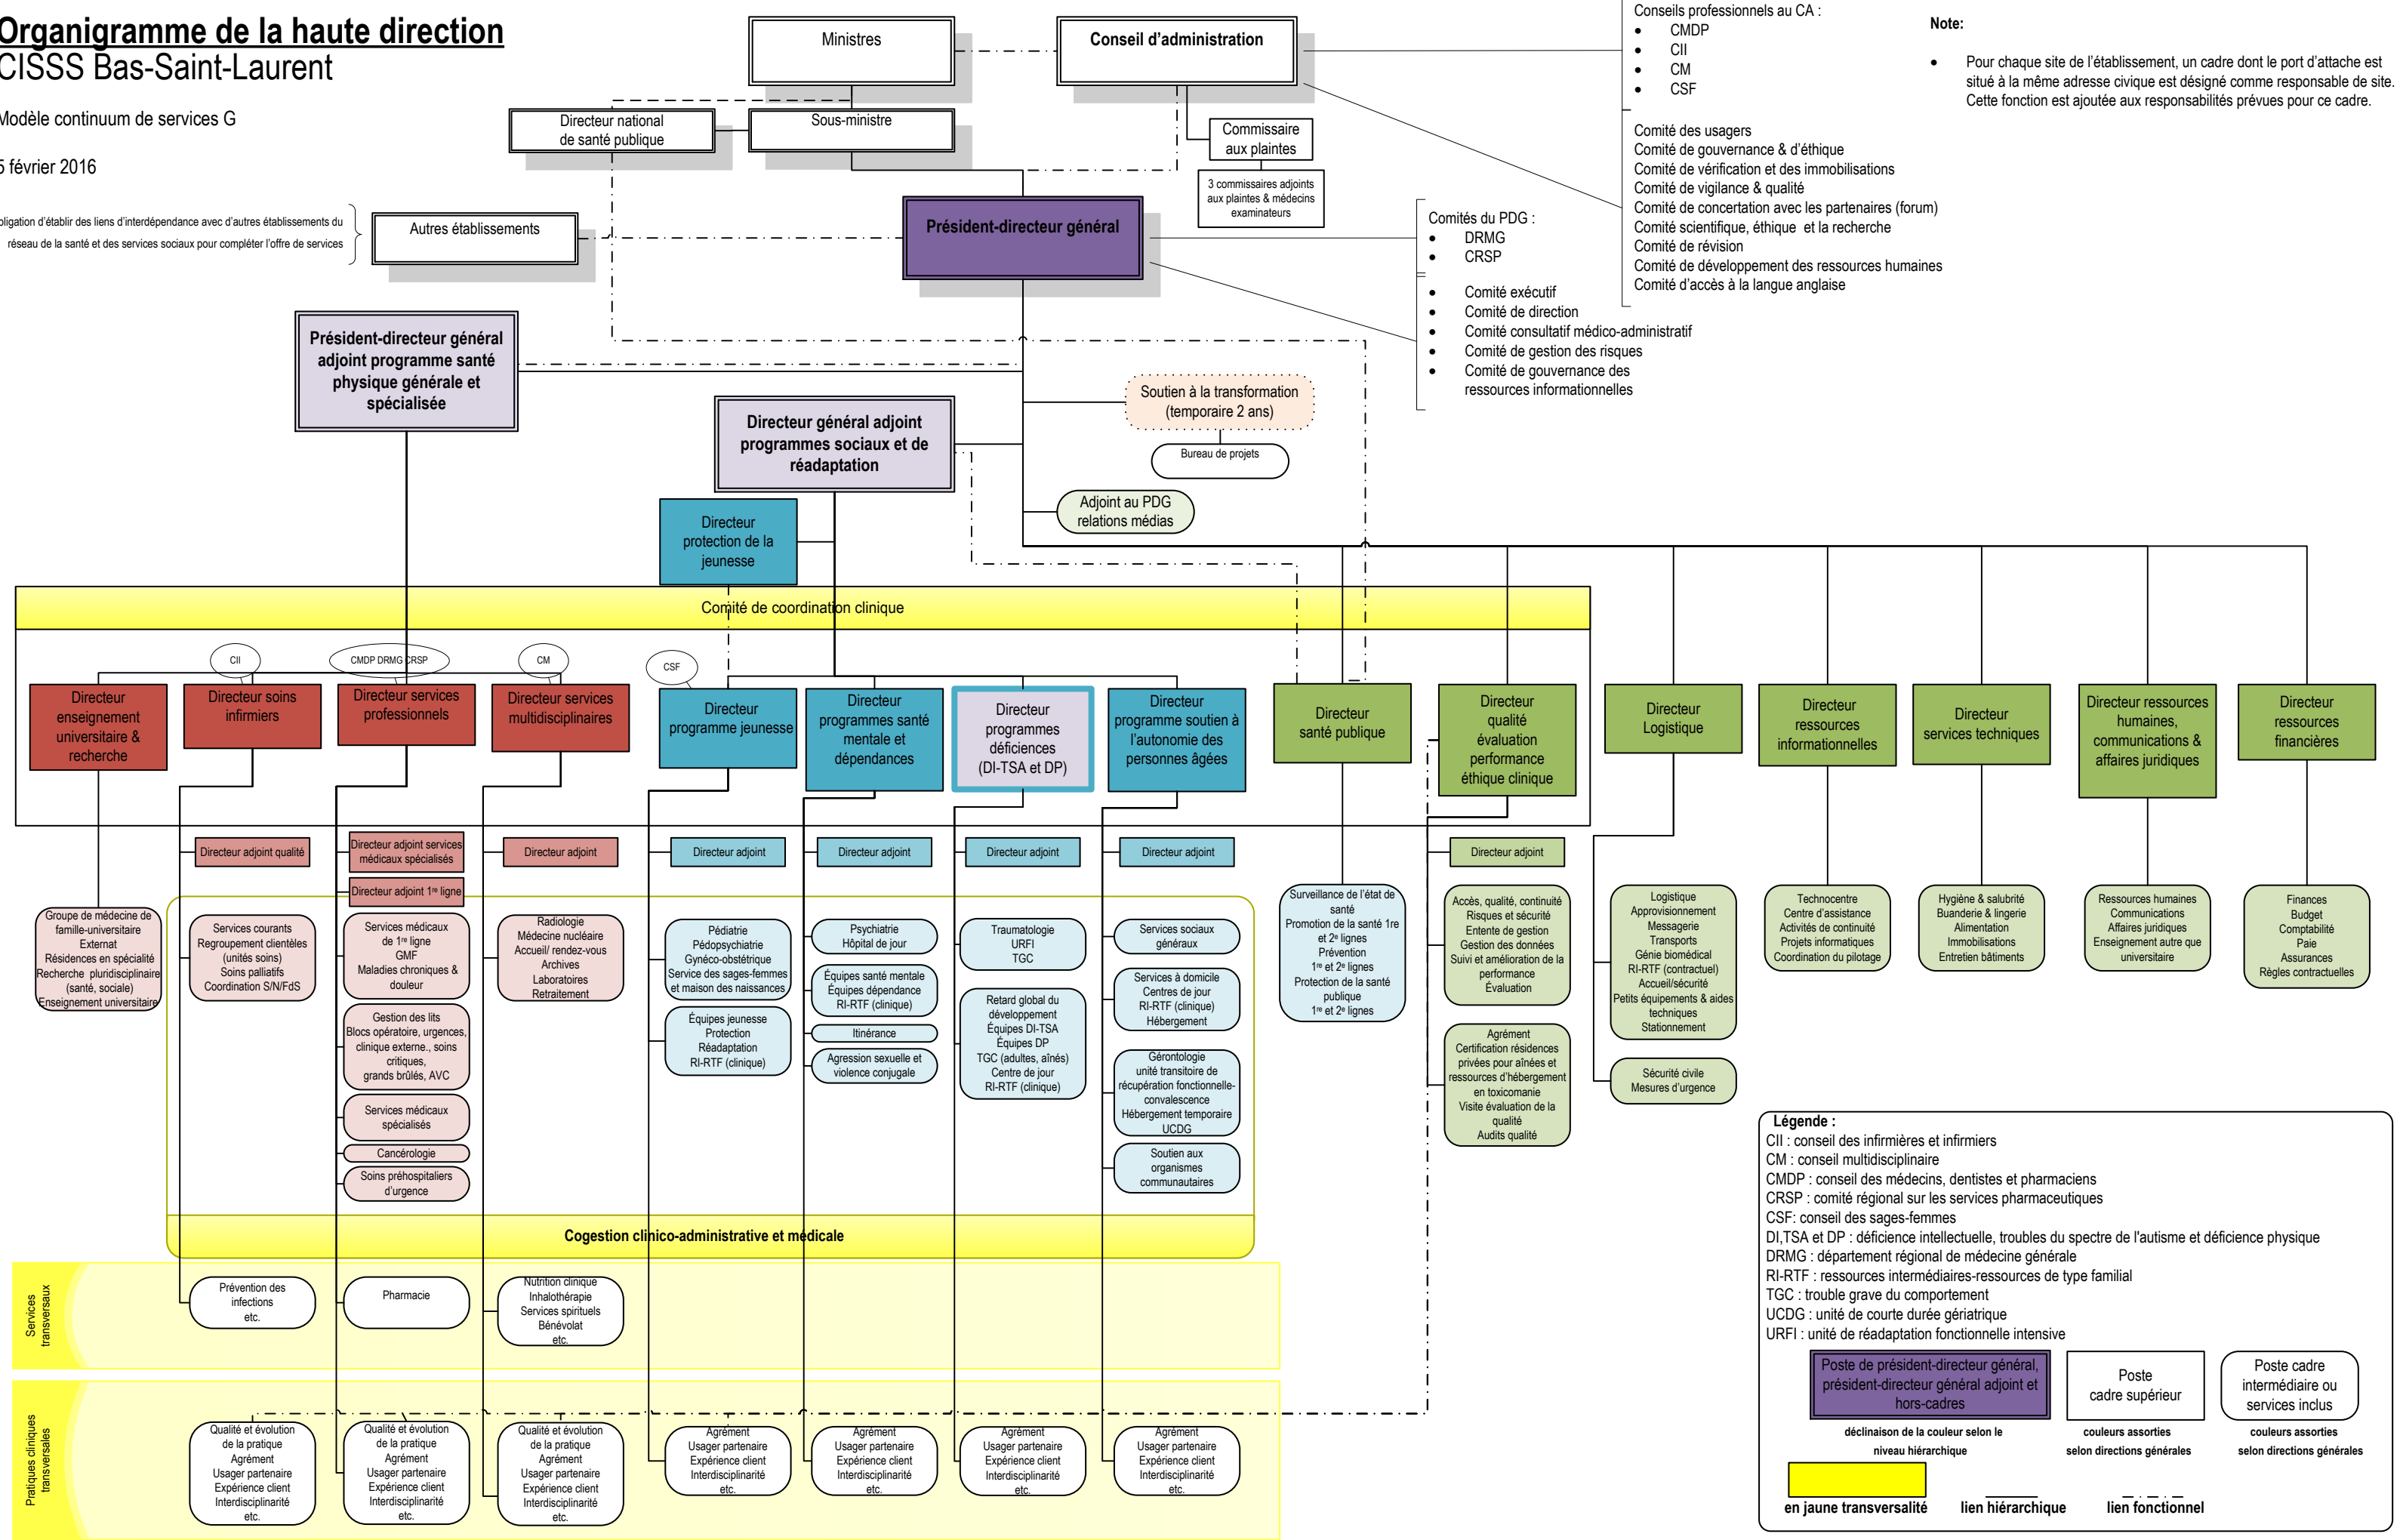 Organigramme de la haute direction
CISSS Bas-Saint-Laurent
Modèle continuum de services G
5 février 2016
Ministres
Conseil d'administration
Conseils professionnels au CA :
• CMDP
• CII
• CM
• CSF
Note:
• Pour chaque site de l'établissement, un cadre dont le port d'attache est
situé à la même adresse civique est désigné comme responsable de site.
Cette fonction est ajoutée aux responsabilités prévues pour ce cadre.
Directeur national
de santé publique
Sous-ministre
Commissaire
aux plaintes
3 commissaires adjoints
aux plaintes & médecins
examinateurs
Comité des usagers
Comité de gouvernance & d'éthique
Comité de vérification et des immobilisations
Comité de vigilance & qualité
Comité de concertation avec les partenaires (forum)
Comité scientifique, éthique et la recherche
Comité de révision
Comité de développement des ressources humaines
Comité d'accès à la langue anglaise
bligation d'établir des liens d'interdépendance avec d'autres établissements du
réseau de la santé et des services sociaux pour compléter l'offre de services
Autres établissements
Président-directeur général
Comités du PDG :
• DRMG
• CRSP
• Comité exécutif
• Comité de direction
• Comité consultatif médico-administratif
• Comité de gestion des risques
• Comité de gouvernance des
ressources informationnelles
Président-directeur général
adjoint programme santé
physique générale et
spécialisée
Directeur général adjoint
programmes sociaux et de
réadaptation
Soutien à la transformation
(temporaire 2 ans)
Bureau de projets
Adjoint au PDG
relations médias
Directeur
protection de la
jeunesse
Comité de coordination clinique
CII
CMDP DRMG CRSP
CM
CSF
Directeur
enseignement
universitaire &
recherche
Directeur soins
infirmiers
Directeur services
professionnels
Directeur services
multidisciplinaires
Directeur
programme jeunesse
Directeur
programmes santé
mentale et
dépendances
Directeur
programmes
déficiences
(DI-TSA et DP)
Directeur
programme soutien à
l'autonomie des
personnes âgées
Directeur
santé publique
Directeur
qualité
évaluation
performance
éthique clinique
Directeur
Logistique
Directeur
ressources
informationnelles
Directeur
services techniques
Directeur ressources
humaines,
communications &
affaires juridiques
Directeur
ressources
financières
Directeur adjoint qualité
Directeur adjoint services
médicaux spécialisés
Directeur adjoint 1re ligne
Directeur adjoint
Directeur adjoint
Directeur adjoint
Directeur adjoint
Directeur adjoint
Directeur adjoint
Groupe de médecine de
famille-universitaire
Externat
Résidences en spécialité
Recherche pluridisciplinaire
(santé, sociale)
Enseignement universitaire
Services courants
Regroupement clientèles
(unités soins)
Soins palliatifs
Coordination S/N/FdS
Services médicaux
de 1re ligne
GMF
Maladies chroniques &
douleur
Gestion des lits
Blocs opératoire, urgences,
clinique externe., soins
critiques,
grands brûlés, AVC
Services médicaux
spécialisés
Cancérologie
Soins préhospitaliers
d'urgence
Radiologie
Médecine nucléaire
Accueil/ rendez-vous
Archives
Laboratoires
Retraitement
Pédiatrie
Pédopsychiatrie
Gynéco-obstétrique
Service des sages-femmes
et maison des naissances
Équipes jeunesse
Protection
Réadaptation
RI-RTF (clinique)
Psychiatrie
Hôpital de jour
Équipes santé mentale
Équipes dépendance
RI-RTF (clinique)
Itinérance
Agression sexuelle et
violence conjugale
Traumatologie
URFI
TGC
Retard global du
développement
Équipes DI-TSA
Équipes DP
TGC (adultes, aînés)
Centre de jour
RI-RTF (clinique)
Services sociaux
généraux
Services à domicile
Centres de jour
RI-RTF (clinique)
Hébergement
Gérontologie
unité transitoire de
récupération fonctionnelle-
convalescence
Hébergement temporaire
UCDG
Soutien aux
organismes
communautaires
Surveillance de l'état de
santé
Promotion de la santé 1re
et 2e lignes
Prévention
1re et 2e lignes
Protection de la santé
publique
1re et 2e lignes
Accès, qualité, continuité
Risques et sécurité
Entente de gestion
Gestion des données
Suivi et amélioration de la
performance
Évaluation
Agrément
Certification résidences
privées pour aînées et
ressources d'hébergement
en toxicomanie
Visite évaluation de la
qualité
Audits qualité
Logistique
Approvisionnement
Messagerie
Transports
Génie biomédical
RI-RTF (contractuel)
Accueil/sécurité
Petits équipements & aides
techniques
Stationnement
Sécurité civile
Mesures d'urgence
Technocentre
Centre d'assistance
Activités de continuité
Projets informatiques
Coordination du pilotage
Hygiène & salubrité
Buanderie & lingerie
Alimentation
Immobilisations
Entretien bâtiments
Ressources humaines
Communications
Affaires juridiques
Enseignement autre que
universitaire
Finances
Budget
Comptabilité
Paie
Assurances
Règles contractuelles
Cogestion clinico-administrative et médicale
Services
transversaux
Prévention des
infections
etc.
Pharmacie
Nutrition clinique
Inhalothérapie
Services spirituels
Bénévolat
etc.
Pratiques cliniques
transversales
Qualité et évolution
de la pratique
Agrément
Usager partenaire
Expérience client
Interdisciplinarité
etc.
Qualité et évolution
de la pratique
Agrément
Usager partenaire
Expérience client
Interdisciplinarité
etc.
Qualité et évolution
de la pratique
Agrément
Usager partenaire
Expérience client
Interdisciplinarité
etc.
Agrément
Usager partenaire
Expérience client
Interdisciplinarité
etc.
Agrément
Usager partenaire
Expérience client
Interdisciplinarité
etc.
Agrément
Usager partenaire
Expérience client
Interdisciplinarité
etc.
Agrément
Usager partenaire
Expérience client
Interdisciplinarité
etc.
Légende :
CII : conseil des infirmières et infirmiers
CM : conseil multidisciplinaire
CMDP : conseil des médecins, dentistes et pharmaciens
CRSP : comité régional sur les services pharmaceutiques
CSF: conseil des sages-femmes
DI,TSA et DP : déficience intellectuelle, troubles du spectre de l'autisme et déficience physique
DRMG : département régional de médecine générale
RI-RTF : ressources intermédiaires-ressources de type familial
TGC : trouble grave du comportement
UCDG : unité de courte durée gériatrique
URFI : unité de réadaptation fonctionnelle intensive
Poste de président-directeur général,
président-directeur général adjoint et
hors-cadres
Poste
cadre supérieur
Poste cadre
intermédiaire ou
services inclus
déclinaison de la couleur selon le
niveau hiérarchique
couleurs assorties
selon directions générales
couleurs assorties
selon directions générales
en jaune transversalité
lien hiérarchique
lien fonctionnel